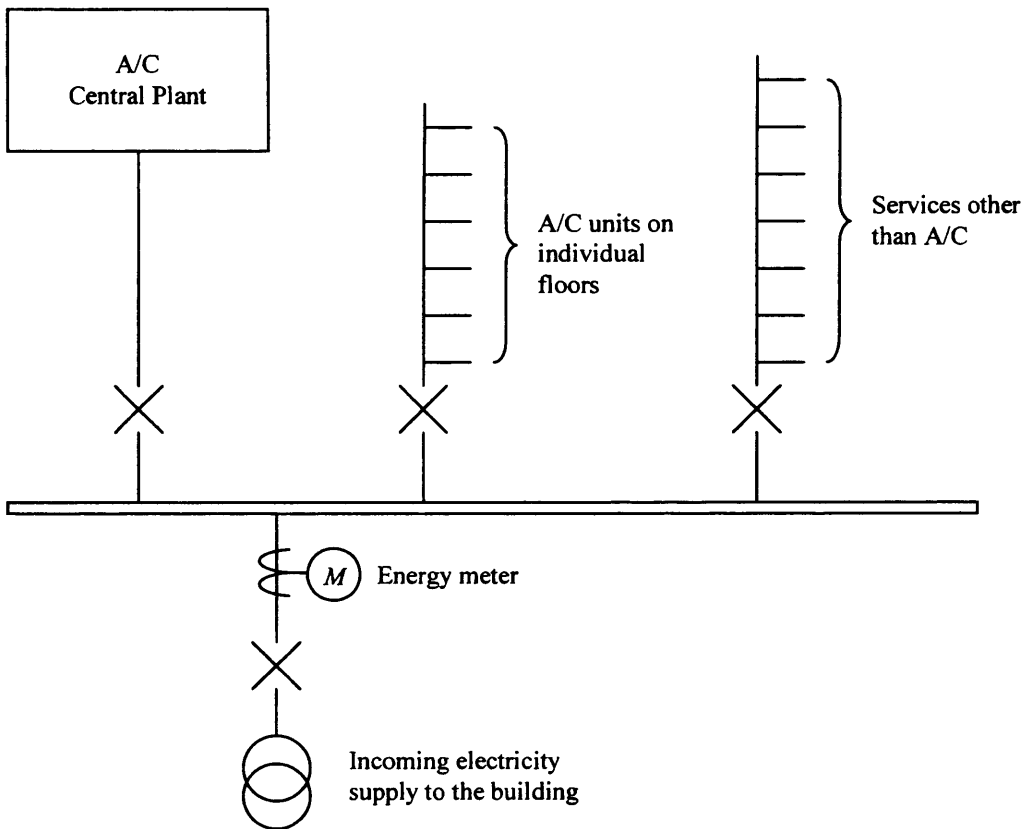 A/C
Central Plant
A/C units on
individual
floors
Services other
than A/C
M
Energy meter
Incoming electricity
supply to the building